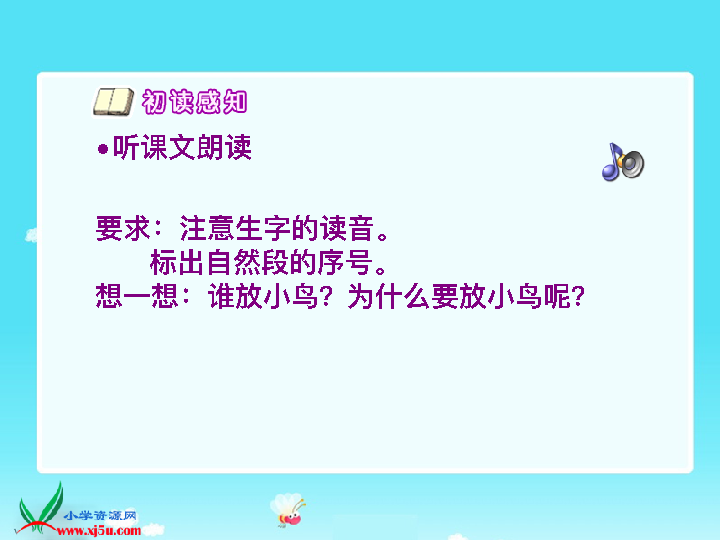 初读感知
•听课文朗读
要求：注意生字的读音。
标出自然段的序号。
想一想：谁放小鸟？为什么要放小鸟呢？
小学资源网
www.xj5u.com